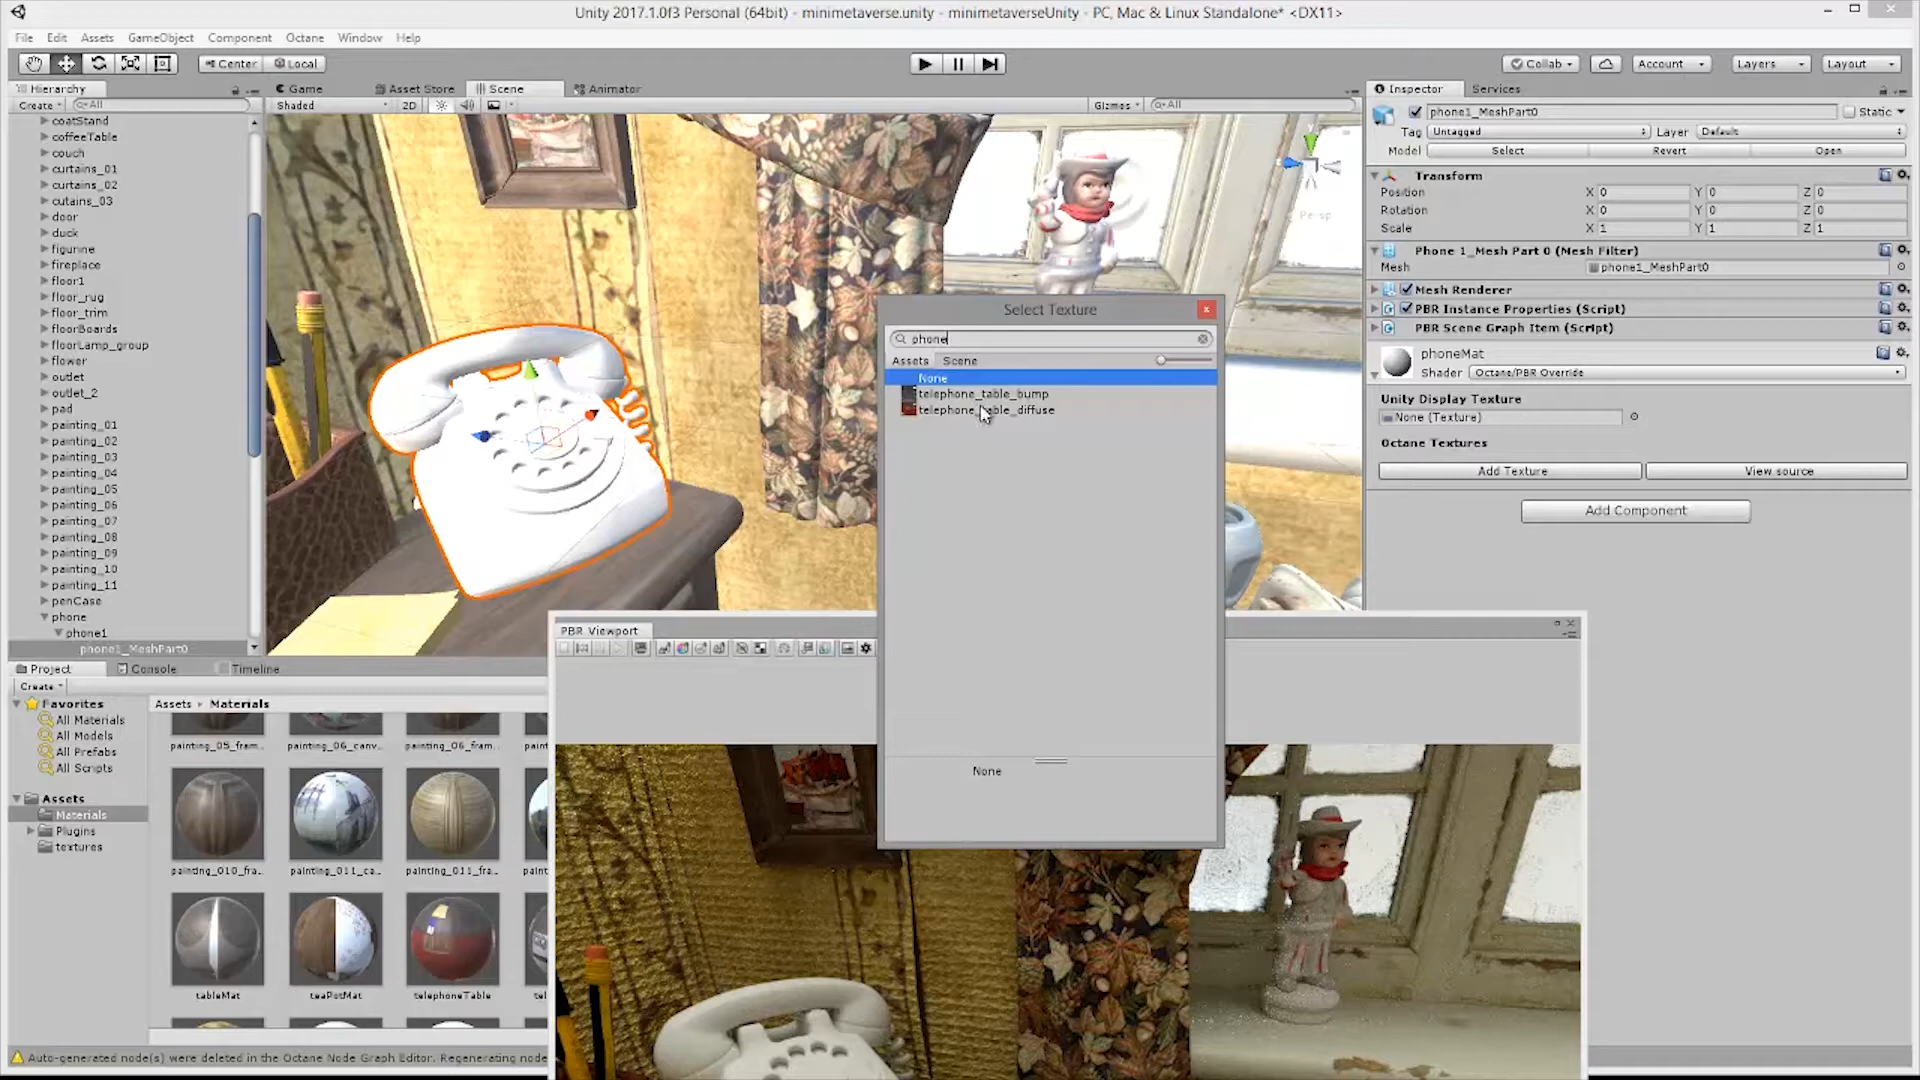 Unity 2017.1.0f3 Personal (64bit) - minimetaverse.unity - minimetaverseUnity - PC, Mac & Linux Standalone* <DX11>
File Edit Assets GameObject Component Octane Window Help
Center Local Collab Account Layers Layout
Hierarchy
Create All
coatStand
coffeeTable
couch
curtains_01
curtains_02
cutains_03
door
duck
figurine
fireplace
floor1
floor_rug
floor_trim
floorBoards
floorLamp_group
flower
outlet
outlet_2
pad
painting_01
painting_02
painting_03
painting_04
painting_05
painting_06
painting_07
painting_08
painting_09
painting_10
painting_11
penCase
phone
phone1
phone1_MeshPart0
Game Asset Store Scene Animator
Shaded 2D Gizmos All
Persp
Select Texture
phone
Assets Scene
None
telephone_table_bump
telephone_table_diffuse
None
Inspector Services
phone1_MeshPart0 Static
Tag Untagged Layer Default
Model Select Revert Open
Transform
Position X 0 Y 0 Z 0
Rotation X 0 Y 0 Z 0
Scale X 1 Y 1 Z 1
Phone 1_Mesh Part 0 (Mesh Filter)
Mesh phone1_MeshPart0
Mesh Renderer
PBR Instance Properties (Script)
PBR Scene Graph Item (Script)
phoneMat
Shader Octane/PBR Override
Unity Display Texture
None (Texture)
Octane Textures
Add Texture View source
Add Component
PBR Viewport
Project Console Timeline
Create
Favorites
All Materials
All Models
All Prefabs
All Scripts
Assets
Materials
Plugins
textures
Assets Materials
painting_05_fram... painting_06_canv... painting_06_fram... paint
painting_010_fra... painting_011_ca... painting_011_fra... paint
tableMat teaPotMat telephoneTable tel
Auto-generated node(s) were deleted in the Octane Node Graph Editor. Regenerating node